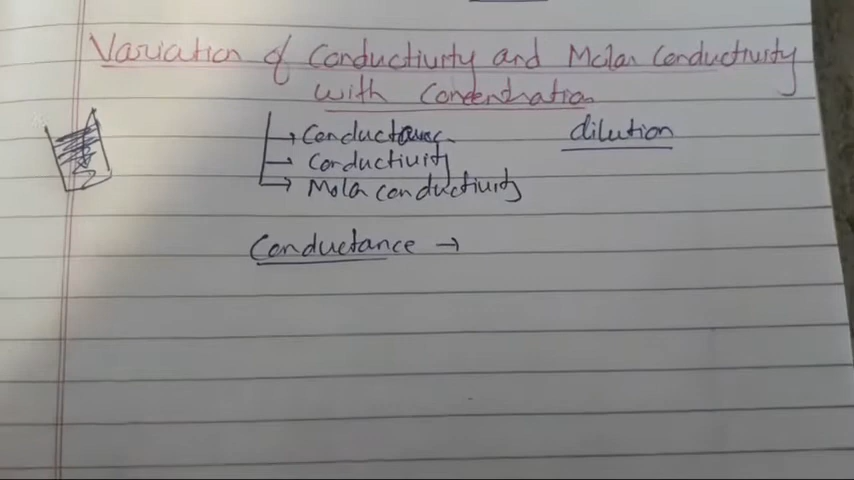 Variation of Conductivity and Molar Conductivity
with Concentration
→ Conductance
dilution
→ Conductivity
→ Molar conductivity
Conductance →